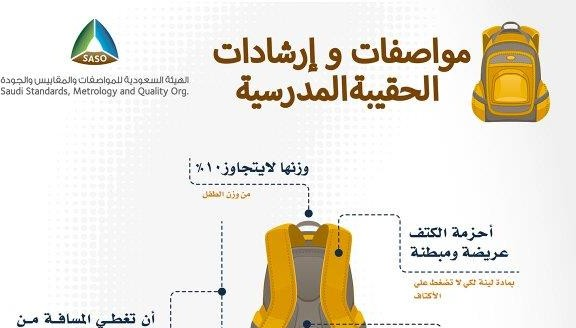 مواصفات و إرشادات
الحقيبة المدرسية
SASO
الهيئة السعودية للمواصفات والمقاييس والجودة
Saudi Standards, Metrology and Quality Org.
وزنها لايتجاوز ١٠٪
من وزن الطفل
أحزمة الكتف
عريضة ومبطنة
بمادة لينة لكي لا تضغط علي
الأكتاف
أن تغطي المسافة من